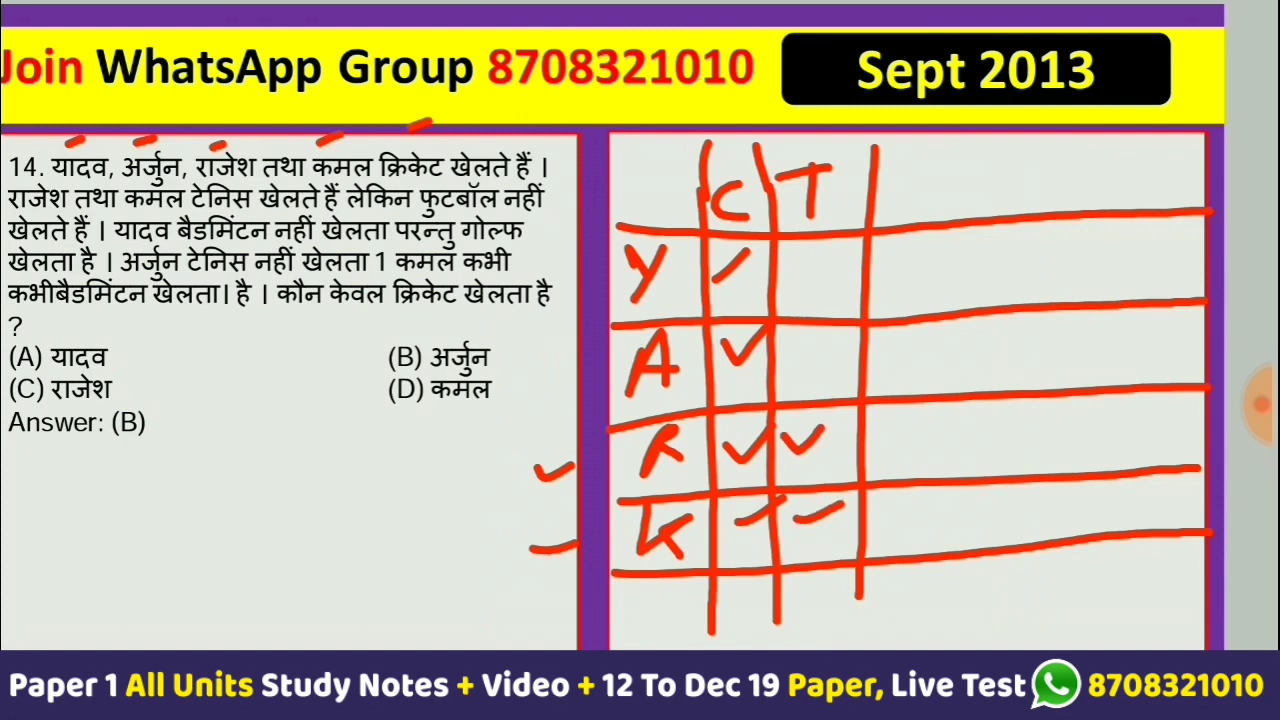 Join WhatsApp Group 8708321010
Sept 2013
14. यादव, अर्जुन, राजेश तथा कमल क्रिकेट खेलते हैं ।
राजेश तथा कमल टेनिस खेलते हैं लेकिन फुटबॉल नहीं
खेलते हैं । यादव बैडमिंटन नहीं खेलता परन्तु गोल्फ
खेलता है । अर्जुन टेनिस नहीं खेलता 1 कमल कभी
कभीबैडमिंटन खेलता। है । कौन केवल क्रिकेट खेलता है
?
(A) यादव (B) अर्जुन
(C) राजेश (D) कमल
Answer: (B)
C T
Y
A
R
K
Paper 1 All Units Study Notes + Video + 12 To Dec 19 Paper, Live Test 8708321010